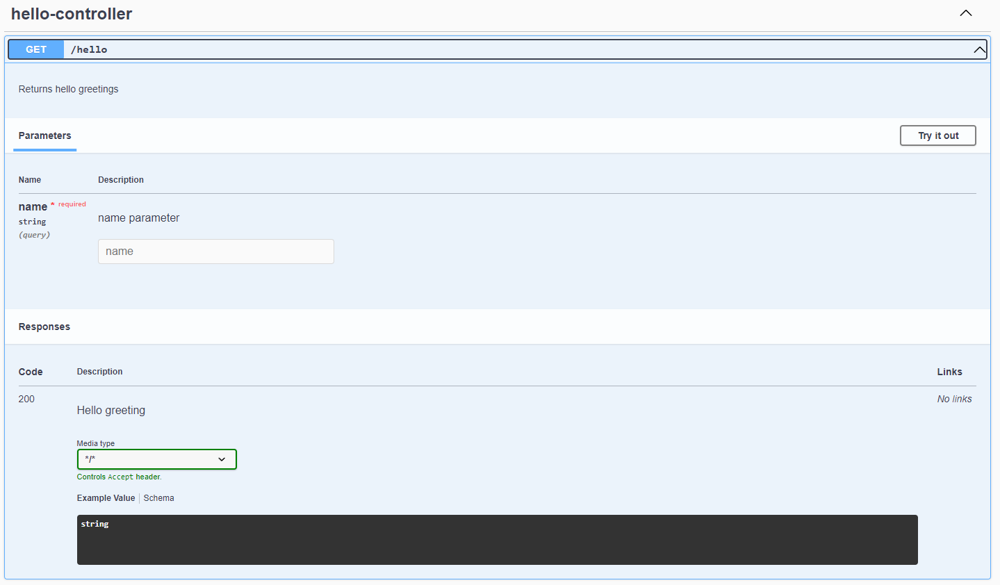 hello-controller
GET /hello
Returns hello greetings
Parameters Try it out
Name Description
name * required
string
(query)
name parameter
name
Responses
Code Description Links
200 Hello greeting No links
Media type
*/*
Controls Accept header.
Example Value Schema
string